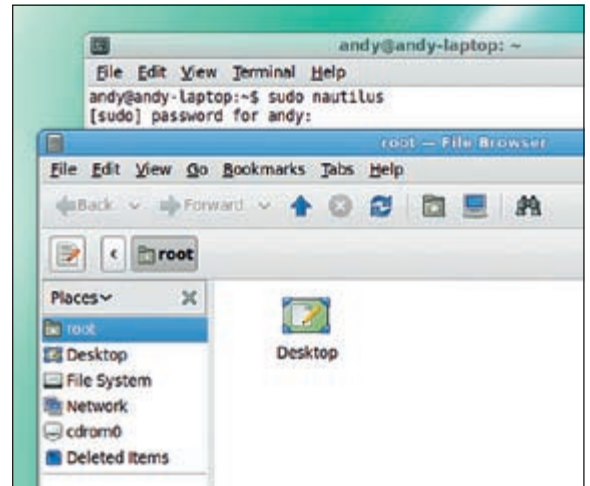 andy@andy-laptop: ~
File Edit View Terminal Help
andy@andy-laptop:~$ sudo nautilus
[sudo] password for andy:
root — File Browser
File Edit View Go Bookmarks Tabs Help
Back Forward
root
Places
root
Desktop
File System
Network
cdrom0
Deleted Items
Desktop